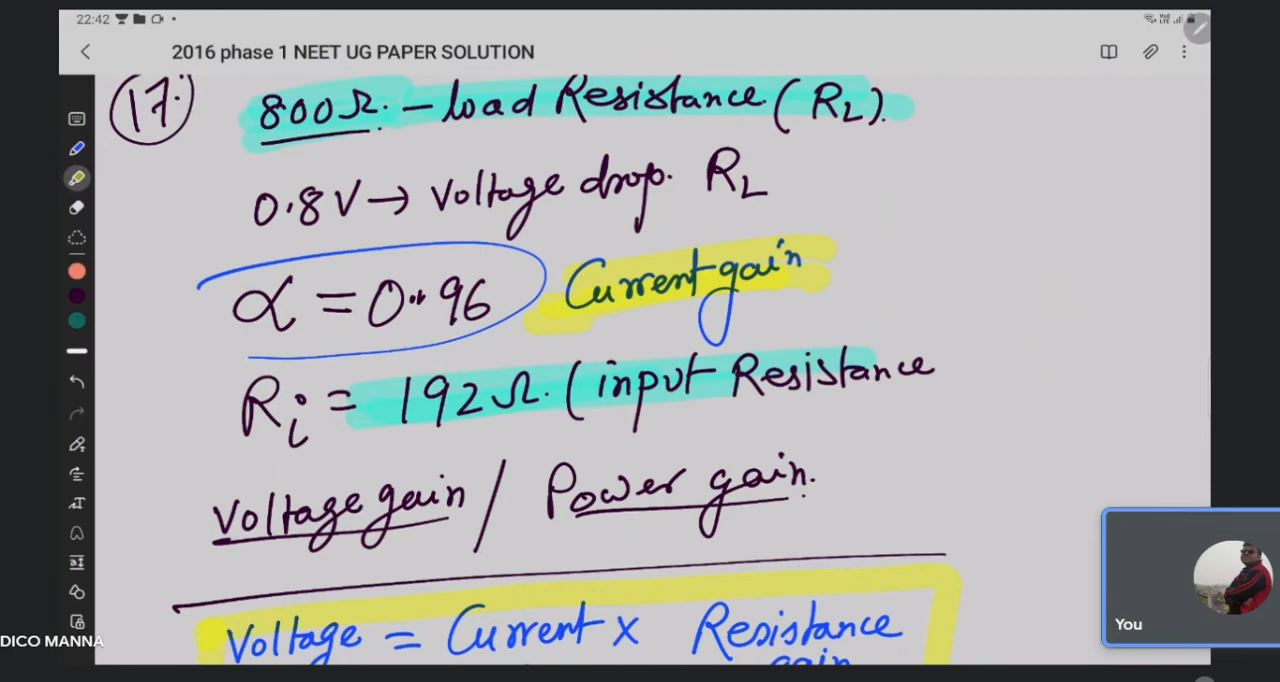 22:42
2016 phase 1 NEET UG PAPER SOLUTION
17.
800Ω - load Resistance (RL).
0.8V → Voltage drop. RL
α = 0.96 Current gain
Ri = 192Ω. (input Resistance
Voltage gain / Power gain.
Voltage = Current x Resistance
gain
DICO MANNA
You